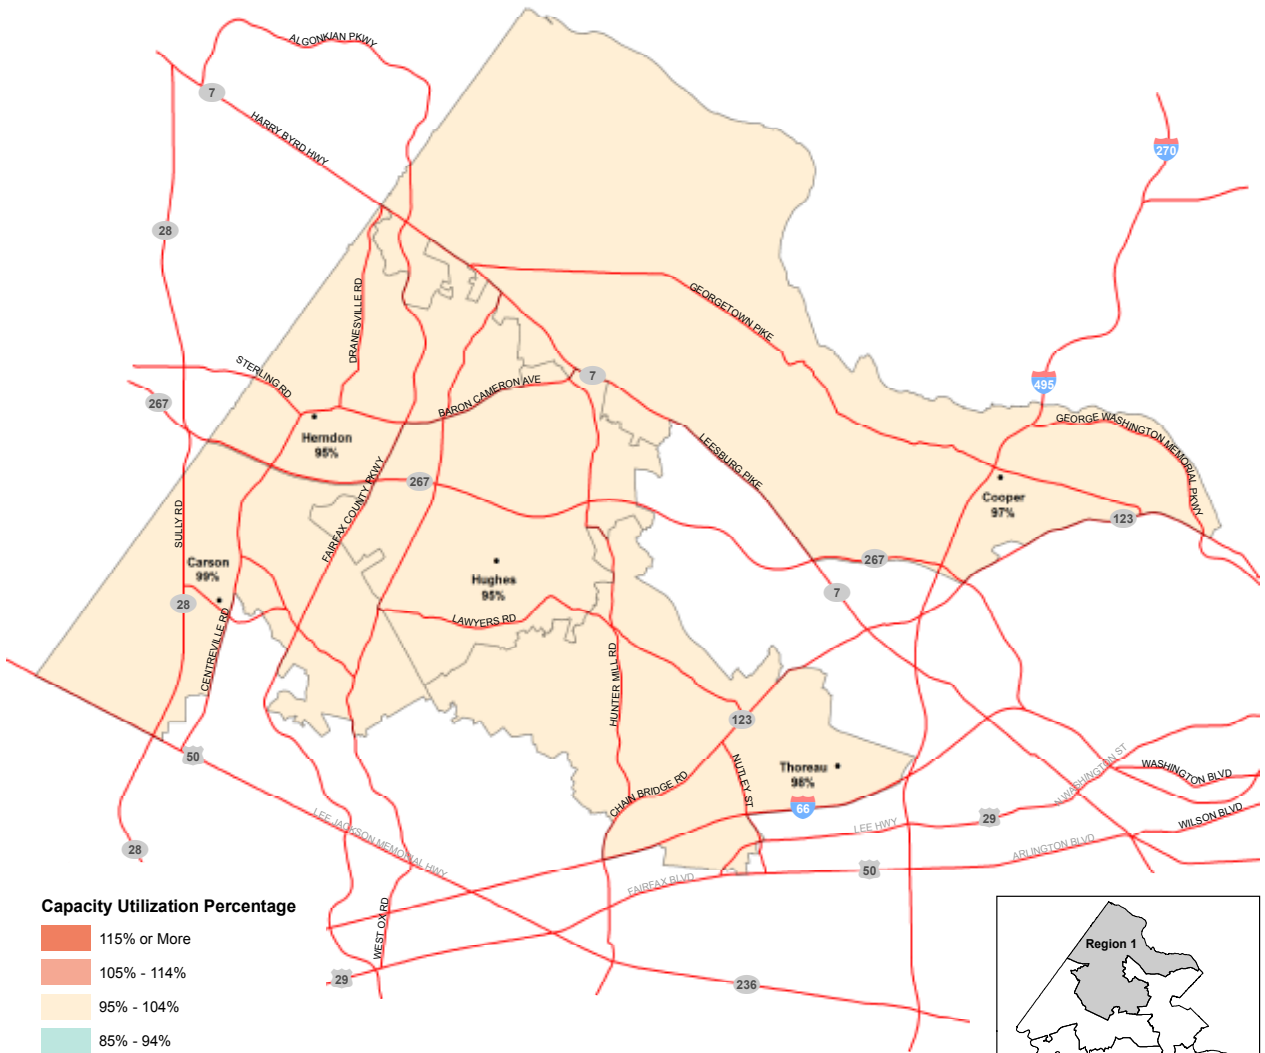 ALGONKIAN PKWY
7
HARRY BYRD HWY
270
28
DRANESVILLE RD
GEORGETOWN PIKE
STERLING RD
7
495
267
BARON CAMERON AVE
GEORGE WASHINGTON MEMORIAL PKWY
Herndon
95%
LEESBURG PIKE
FAIRFAX COUNTY PKWY
267
Cooper
97%
SULLY RD
123
Carson
99%
267
Hughes
95%
28
7
LAWYERS RD
CENTREVILLE RD
HUNTER MILL RD
123
50
NUTLEY ST
Thoreau
98%
CHAIN BRIDGE RD
66
N WASHINGTON ST
WASHINGTON BLVD
WILSON BLVD
29
LEE HWY
LEE JACKSON MEMORIAL HWY
28
ARLINGTON BLVD
50
FAIRFAX BLVD
WEST OX RD
29
236
Capacity Utilization Percentage
115% or More
105% - 114%
95% - 104%
85% - 94%
Region 1